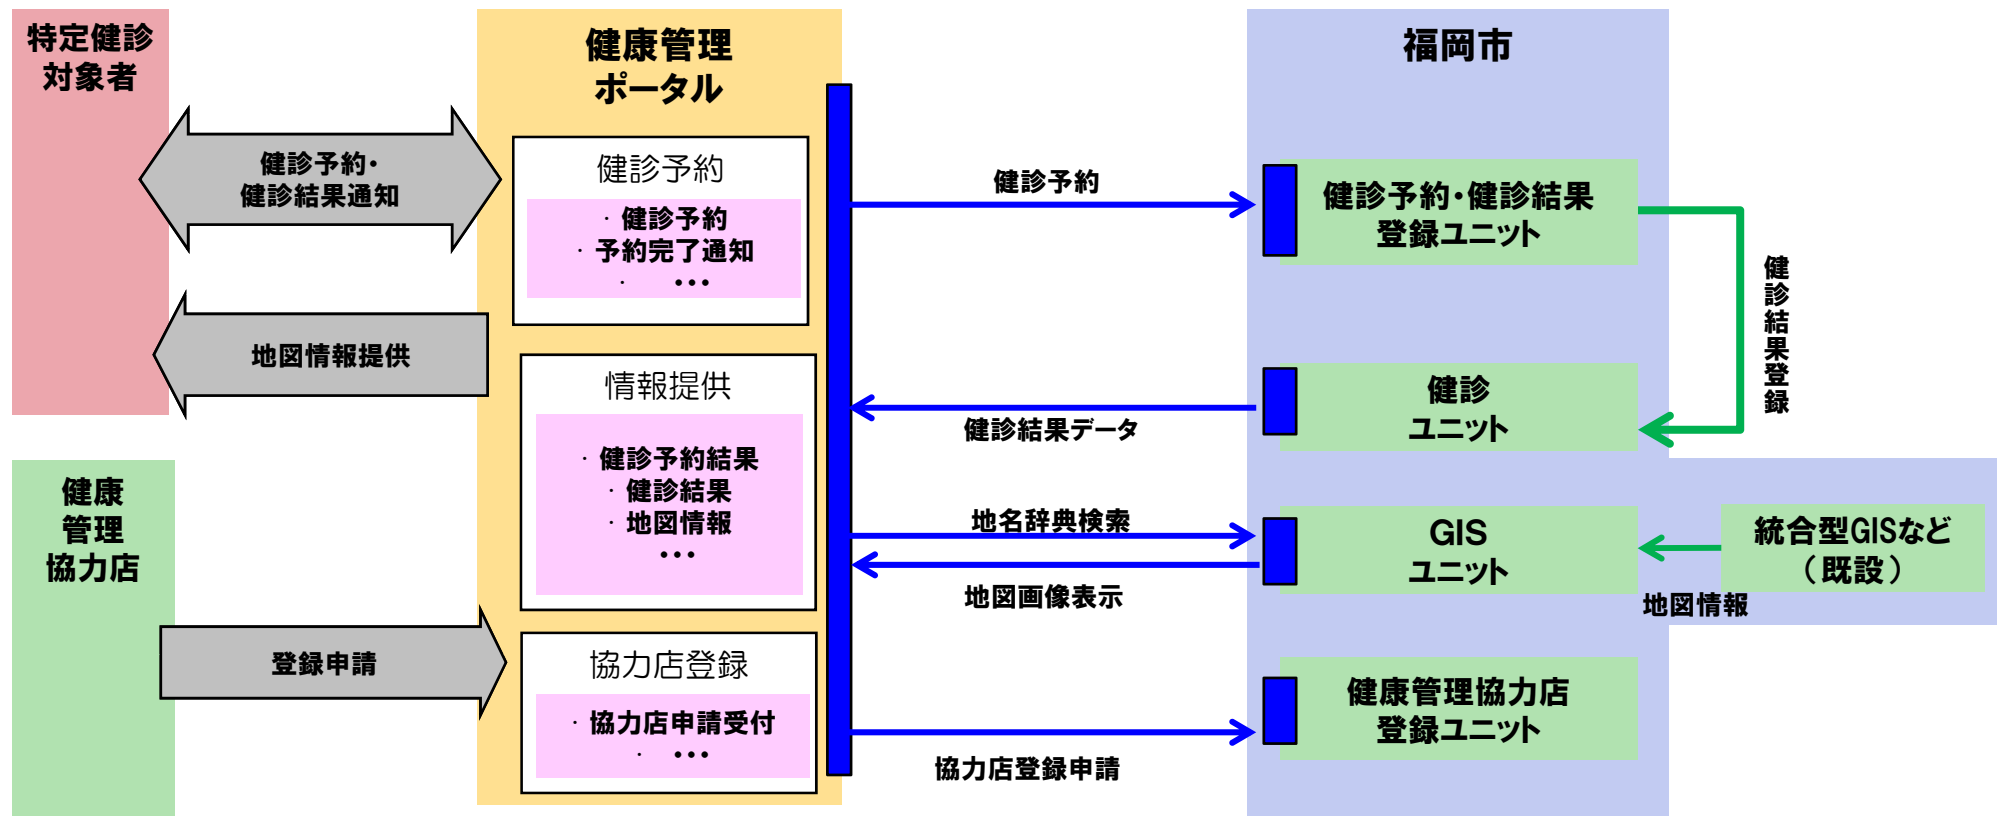 特定健診
対象者
健康管理
ポータル
福岡市
健診予約・
健診結果通知
地図情報提供
健康
管理
協力店
登録申請
健診予約
・健診予約
・予約完了通知
・ ・・・
情報提供
・健診予約結果
・健診結果
・地図情報
・・・
協力店登録
・協力店申請受付
・ ・・・
健診予約
健診結果データ
地名辞典検索
地図画像表示
協力店登録申請
健診予約・健診結果
登録ユニット
健診
ユニット
GIS
ユニット
健康管理協力店
登録ユニット
健診結果登録
統合型GISなど
（既設）
地図情報